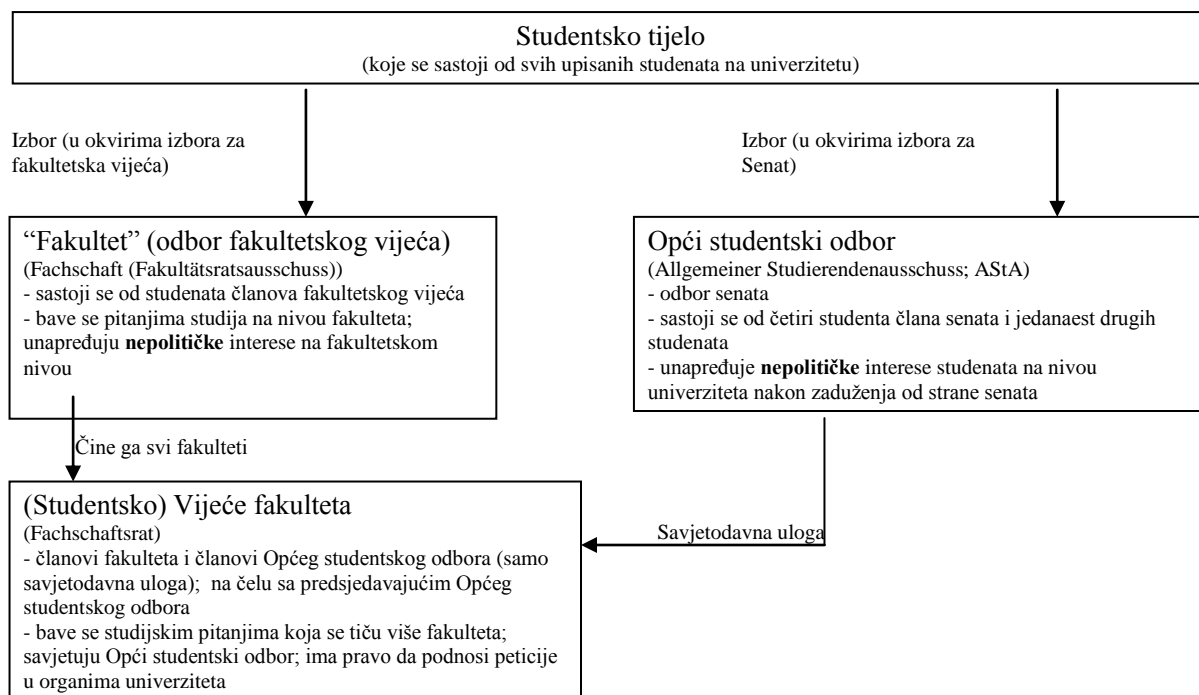 Studentsko tijelo
(koje se sastoji od svih upisanih studenata na univerzitetu)
Izbor (u okvirima izbora za
fakultetska vijeća)
Izbor (u okvirima izbora za
Senat)
“Fakultet” (odbor fakultetskog vijeća)
(Fachschaft (Fakultätsratsausschuss))
- sastoji se od studenata članova fakultetskog vijeća
- bave se pitanjima studija na nivou fakulteta;
unapređuju nepolitičke interese na fakultetskom
nivou
Opći studentski odbor
(Allgemeiner Studierendenausschuss; AStA)
- odbor senata
- sastoji se od četiri studenta člana senata i jedanaest drugih
studenata
- unapređuje nepolitičke interese studenata na nivou
univerziteta nakon zaduženja od strane senata
Čine ga svi fakulteti
(Studentsko) Vijeće fakulteta
(Fachschaftsrat)
- članovi fakulteta i članovi Općeg studentskog odbora (samo
savjetodavna uloga);  na čelu sa predsjedavajućim Općeg
studentskog odbora
- bave se studijskim pitanjima koja se tiču više fakulteta;
savjetuju Opći studentski odbor; ima pravo da podnosi peticije
u organima univerziteta
Savjetodavna uloga